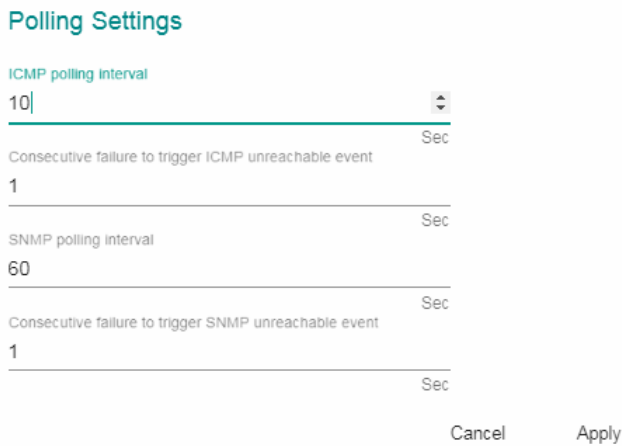 Polling Settings
ICMP polling interval
10
Sec
Consecutive failure to trigger ICMP unreachable event
1
Sec
SNMP polling interval
60
Sec
Consecutive failure to trigger SNMP unreachable event
1
Sec
Cancel Apply